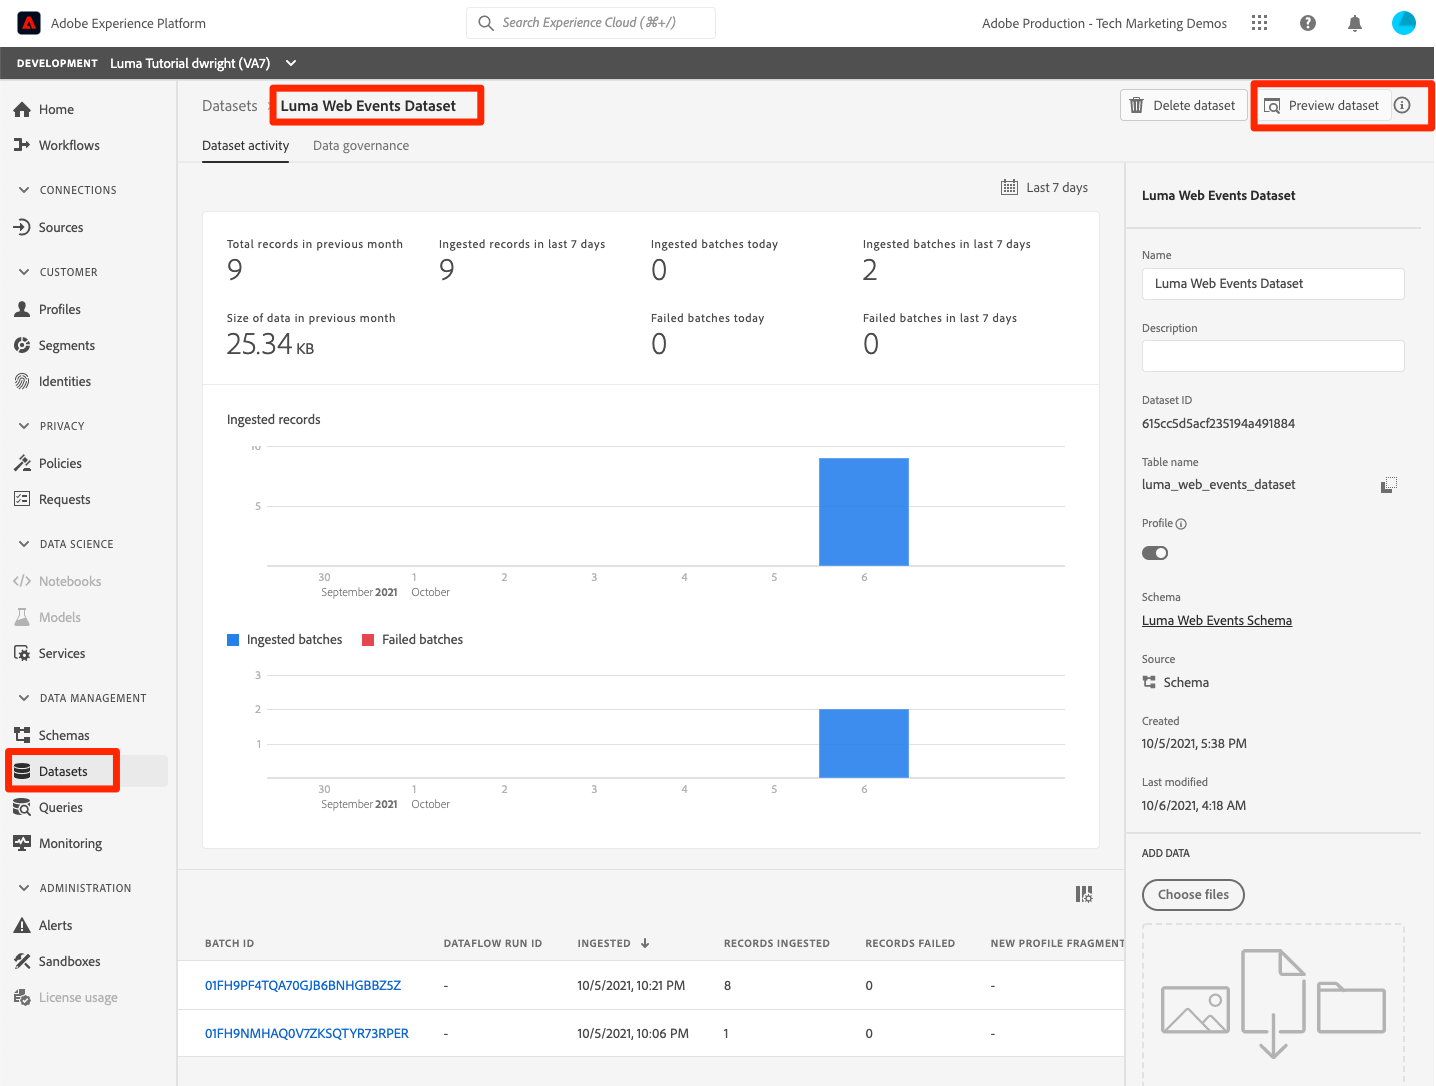 Adobe Experience Platform
Search Experience Cloud (⌘+/)
Adobe Production - Tech Marketing Demos
DEVELOPMENT Luma Tutorial dwright (VA7)
Home
Workflows
CONNECTIONS
Sources
CUSTOMER
Profiles
Segments
Identities
PRIVACY
Policies
Requests
DATA SCIENCE
Notebooks
Models
Services
DATA MANAGEMENT
Schemas
Datasets
Queries
Monitoring
ADMINISTRATION
Alerts
Sandboxes
License usage
Datasets Luma Web Events Dataset
Delete dataset
Preview dataset
Dataset activity Data governance
Last 7 days
Total records in previous month
9
Ingested records in last 7 days
9
Ingested batches today
0
Ingested batches in last 7 days
2
Size of data in previous month
25.34 KB
Failed batches today
0
Failed batches in last 7 days
0
Ingested records
10
5
30 1 2 3 4 5 6
September 2021 October
Ingested batches Failed batches
3
2
1
30 1 2 3 4 5 6
September 2021 October
BATCH ID DATAFLOW RUN ID INGESTED RECORDS INGESTED RECORDS FAILED NEW PROFILE FRAGMENT
01FH9PF4TQA70GJB6BNHGBBZSZ - 10/5/2021, 10:21 PM 8 0 -
01FH9NMHAQ0V7ZKSQTYR73RPER - 10/5/2021, 10:06 PM 1 0 -
Luma Web Events Dataset
Name
Luma Web Events Dataset
Description
Dataset ID
615cc5d5acf235194a491884
Table name
luma_web_events_dataset
Profile
Schema
Luma Web Events Schema
Source
Schema
Created
10/5/2021, 5:38 PM
Last modified
10/6/2021, 4:18 AM
ADD DATA
Choose files